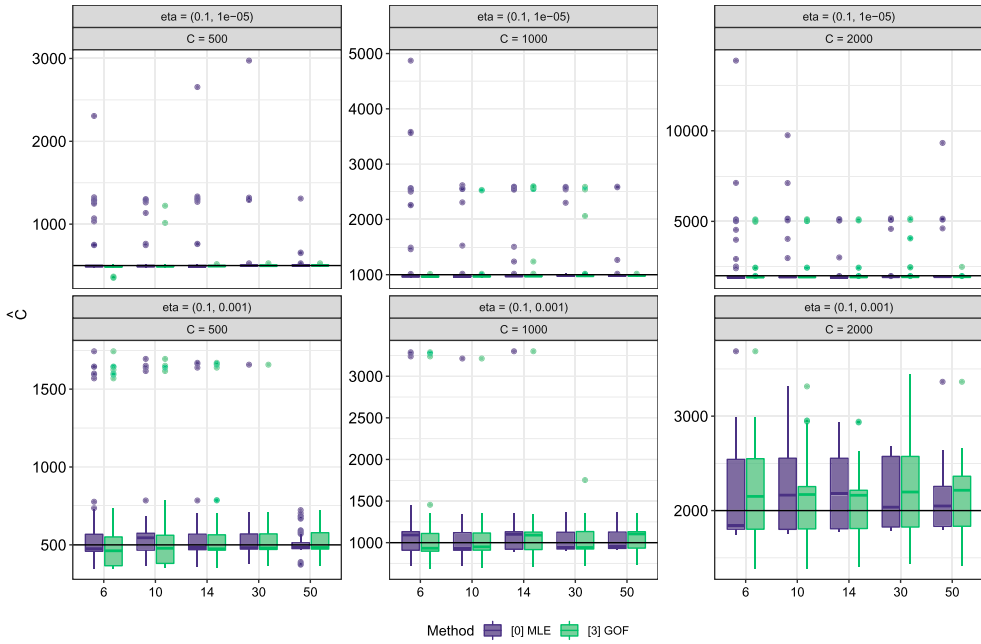 eta = (0.1, 1e−05)
C = 500
eta = (0.1, 1e−05)
C = 1000
eta = (0.1, 1e−05)
C = 2000
3000
2000
1000
5000
4000
3000
2000
1000
10000
5000
eta = (0.1, 0.001)
C = 500
eta = (0.1, 0.001)
C = 1000
eta = (0.1, 0.001)
C = 2000
Ĉ
1500
1000
500
3000
2500
2000
1500
1000
3000
2000
6 10 14 30 50
6 10 14 30 50
6 10 14 30 50
Method [0] MLE [3] GOF